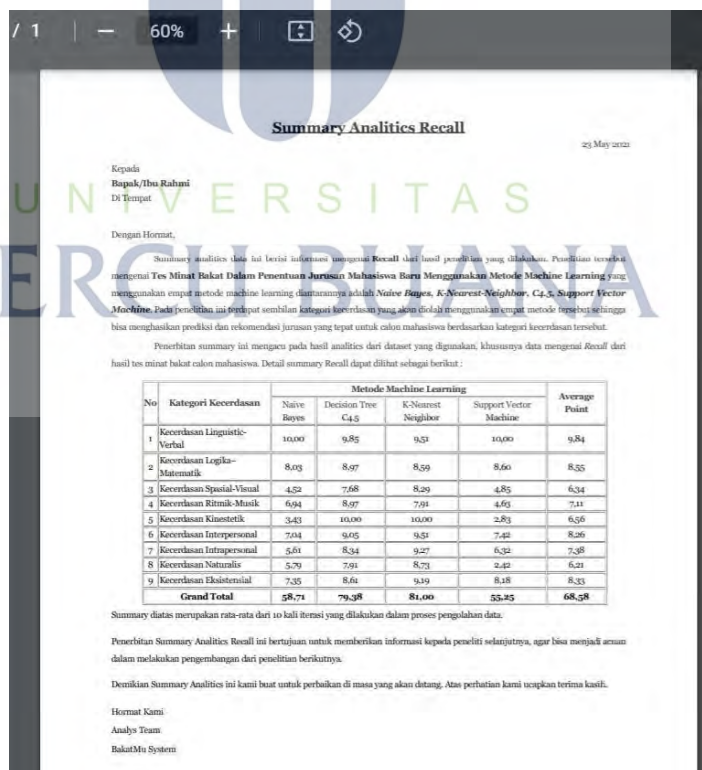 / 1 | — 60% +
Summary Analitics Recall
23 May 2021
Kepada
Bapak/Ibu Rahmi
Di Tempat
UNIVERSITAS
Dengan Hormat,
ERCU BUANA
Summary analitics data ini berisi informasi mengenai Recall dari hasil penelitian yang dilakukan. Penelitian tersebut
mengenai Tes Minat Bakat Dalam Penentuan Jurusan Mahasiswa Baru Menggunakan Metode Machine Learning yang
menggunakan empat metode machine learning diantaranya adalah Naive Bayes, K-Nearest-Neighbor, C4.5, Support Vector
Machine. Pada penelitian ini terdapat sembilan kategori kecerdasan yang akan diolah menggunakan empat metode tersebut sehingga
bisa menghasikan prediksi dan rekomendasi jurusan yang tepat untuk calon mahasiswa berdasarkan kategori kecerdasan tersebut.
Penerbitan summary ini mengacu pada hasil analitics dari dataset yang digunakan, khususnya data mengenai Recall dari
hasil tes minat bakat calon mahasiswa. Detail summary Recall dapat dilihat sebagai berikut :
No Kategori Kecerdasan Metode Machine Learning Average Point
Naive Bayes Decision Tree C4.5 K-Nearest Neighbor Support Vector Machine
1 Kecerdasan Linguistic-Verbal 10,00 9,85 9,51 10,00 9,84
2 Kecerdasan Logika–Matematik 8,03 8,97 8,59 8,60 8,55
3 Kecerdasan Spasial-Visual 4,52 7,68 8,29 4,85 6,34
4 Kecerdasan Ritmik-Musik 6,94 8,97 7,91 4,63 7,11
5 Kecerdasan Kinestetik 3,43 10,00 10,00 2,83 6,56
6 Kecerdasan Interpersonal 7,04 9,05 9,51 7,42 8,26
7 Kecerdasan Intrapersonal 5,61 8,34 9,27 6,32 7,38
8 Kecerdasan Naturalis 5,79 7,91 8,73 2,42 6,21
9 Kecerdasan Eksistensial 7,35 8,61 9,19 8,18 8,33
Grand Total 58,71 79,38 81,00 55,25 68,58
Summary diatas merupakan rata-rata dari 10 kali iterasi yang dilakukan dalam proses pengolahan data.
Penerbitan Summary Analitics Recall ini bertujuan untuk memberikan informasi kepada peneliti selanjutnya, agar bisa menjadi acuan
dalam melakukan pengembangan dari penelitian berikutnya.
Demikian Summary Analitics ini kami buat untuk perbaikan di masa yang akan datang. Atas perhatian kami ucapkan terima kasih.
Hormat Kami
Analys Team
BakatMu System